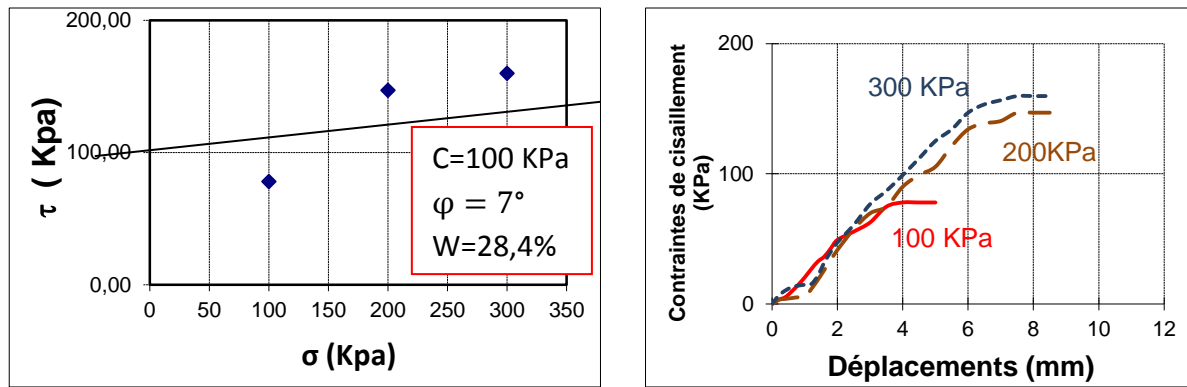 200,00
100,00
0,00
τ ( Kpa)
0 50 100 150 200 250 300 350
σ (Kpa)
C=100 KPa
φ = 7°
W=28,4%
200
100
0
Contraintes de cisaillement
(KPa)
300 KPa
200KPa
100 KPa
0 2 4 6 8 10 12
Déplacements (mm)